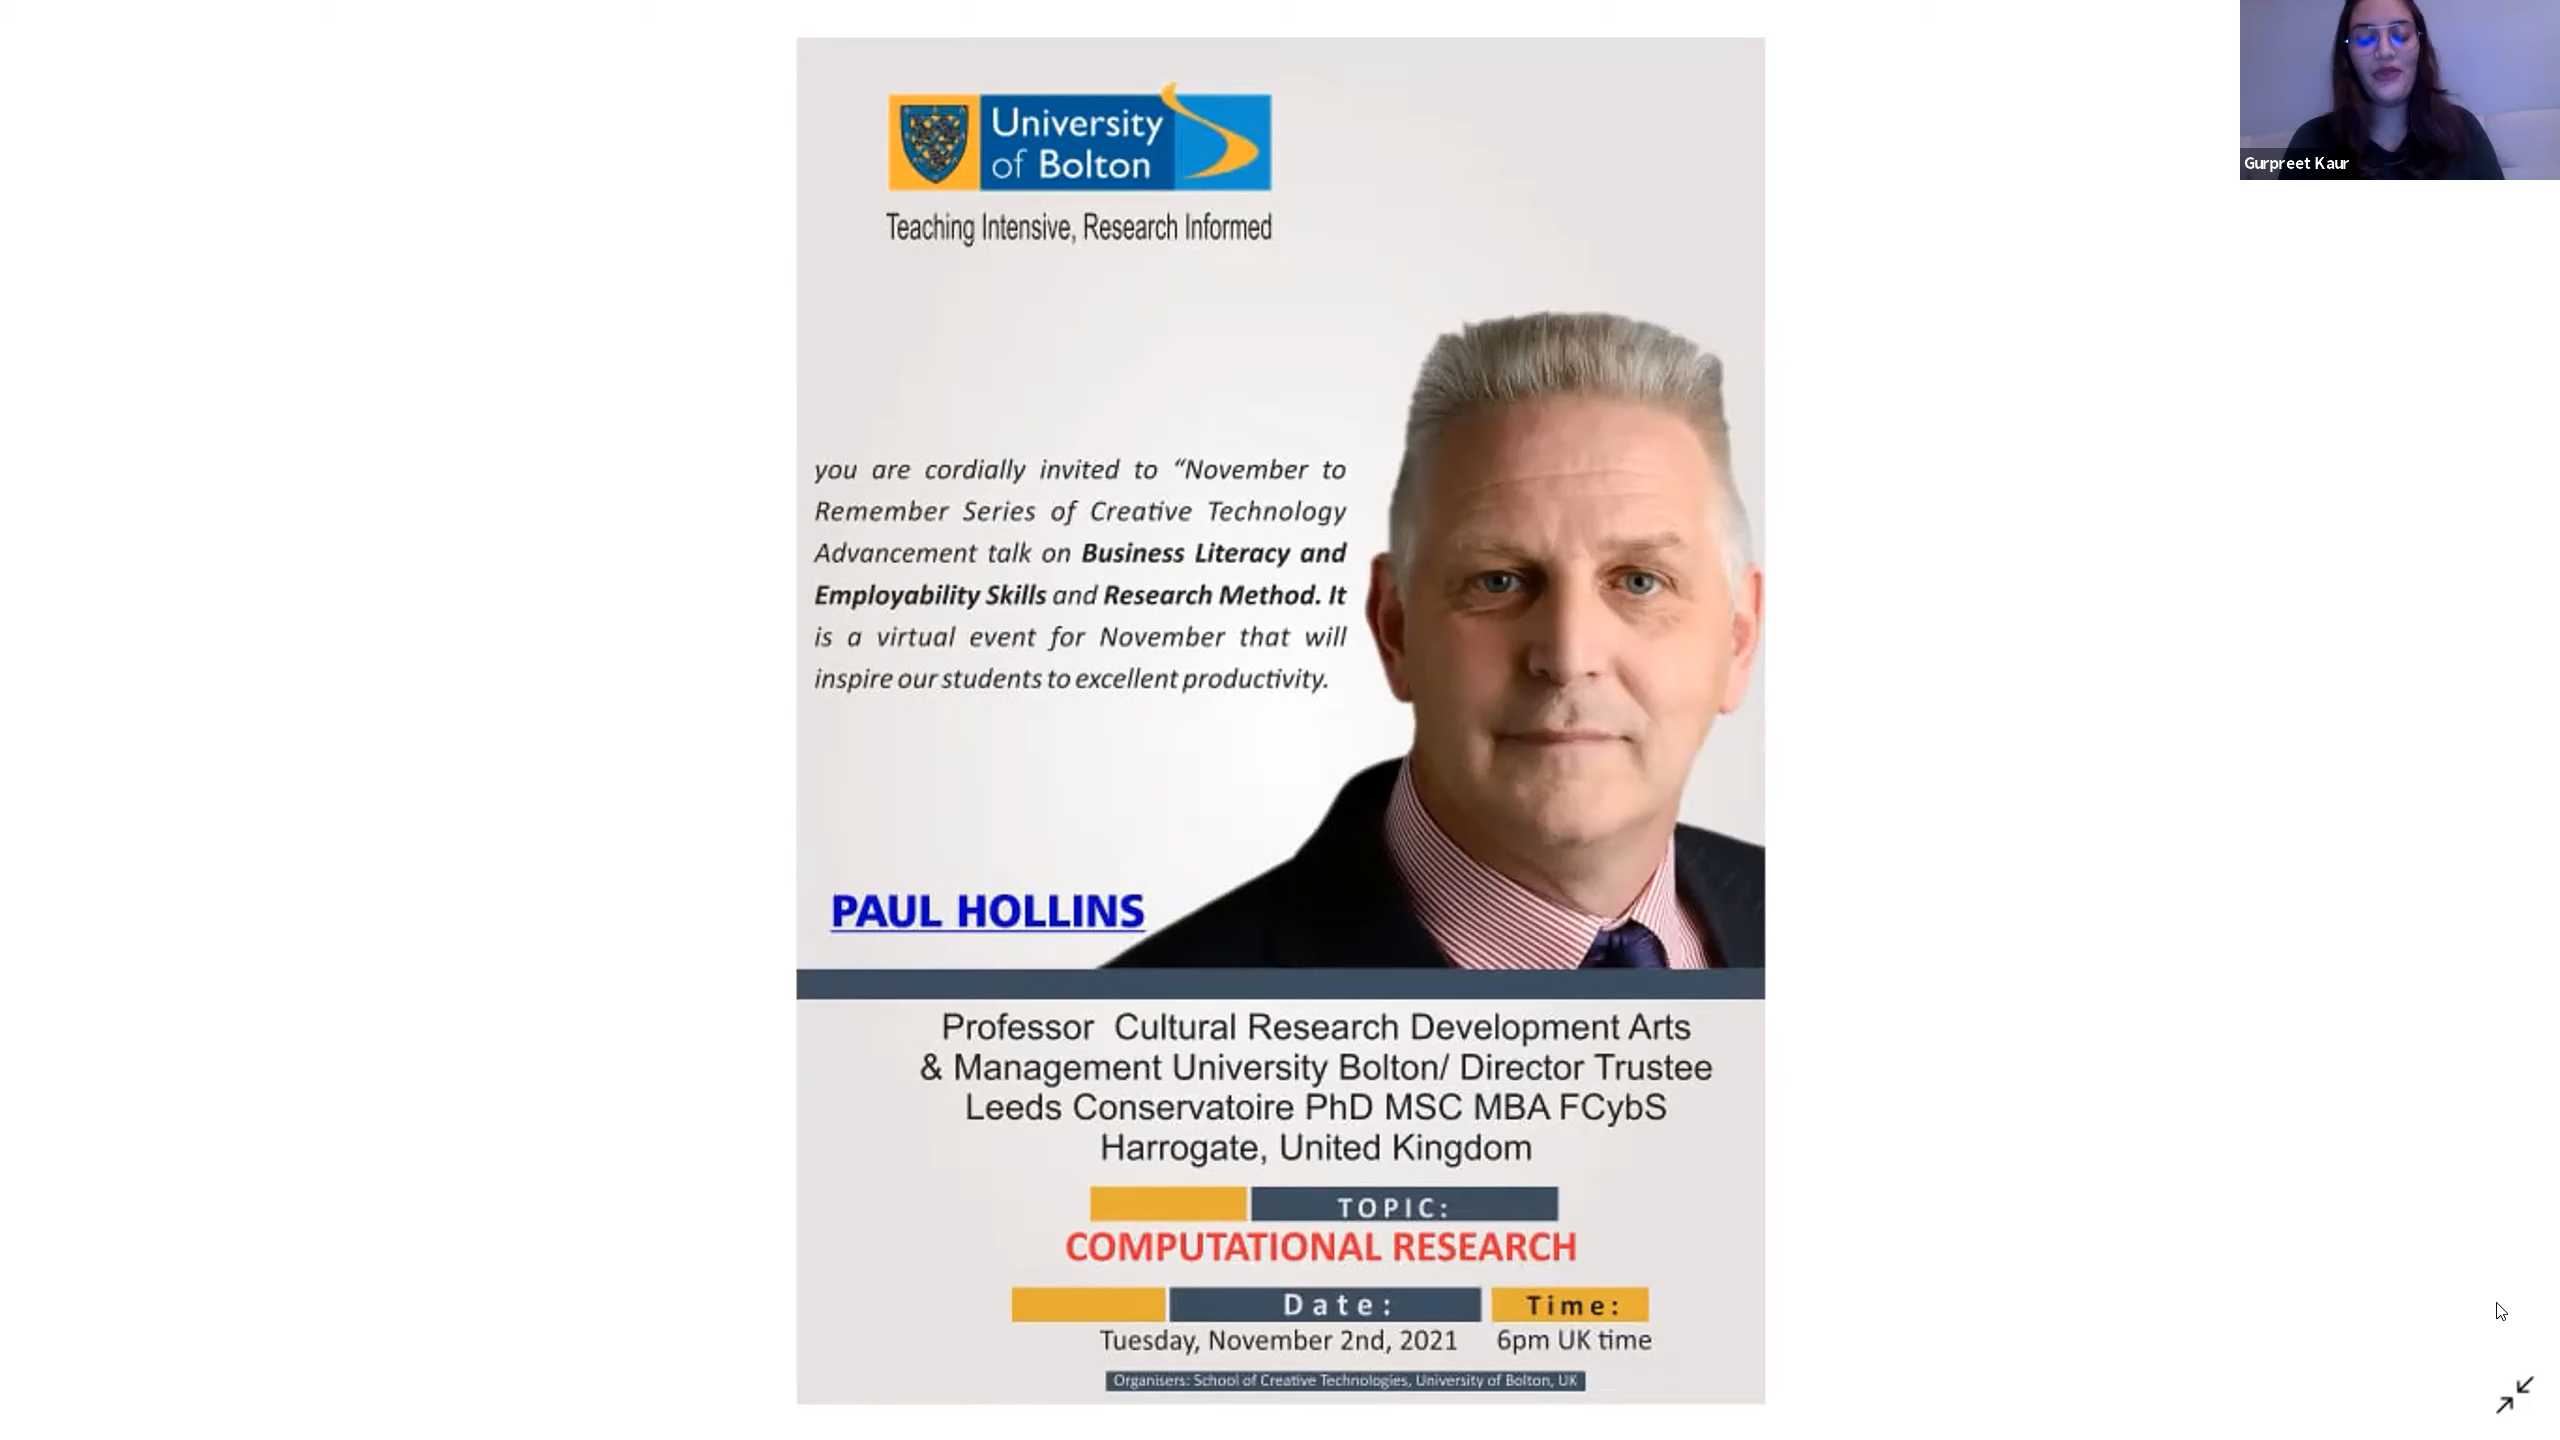 University
of Bolton
Teaching Intensive, Research Informed
you are cordially invited to “November to
Remember Series of Creative Technology
Advancement talk on Business Literacy and
Employability Skills and Research Method. It
is a virtual event for November that will
inspire our students to excellent productivity.
PAUL HOLLINS
Professor Cultural Research Development Arts
& Management University Bolton/ Director Trustee
Leeds Conservatoire PhD MSC MBA FCybS
Harrogate, United Kingdom
TOPIC:
COMPUTATIONAL RESEARCH
Date: Time:
Tuesday, November 2nd, 2021 6pm UK time
Organisers: School of Creative Technologies, University of Bolton, UK
Gurpreet Kaur